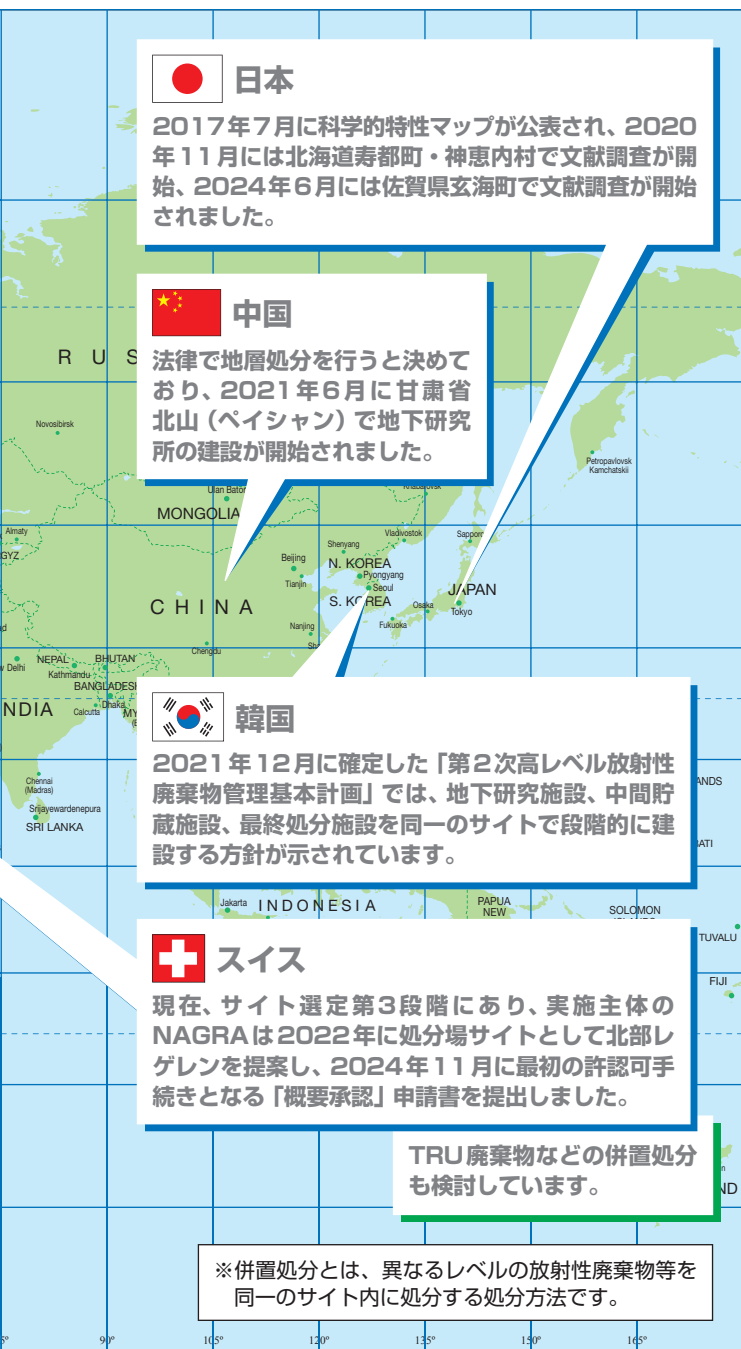 日本
2017年7月に科学的特性マップが公表され、2020
年11月には北海道寿都町・神恵内村で文献調査が開
始、2024年6月には佐賀県玄海町で文献調査が開始
されました。
中国
法律で地層処分を行うと決めて
おり、2021年6月に甘粛省
北山（ペイシャン）で地下研究
所の建設が開始されました。
R U S
Novosibirsk
Petropavlovsk
Kamchatskii
Ulan Bator
Khabarovsk
MONGOLIA
Almaty
GYZ
Vladivostok
Sapporo
Shenyang
Beijing
N. KOREA
Pyongyang
Tianjin
Seoul
JAPAN
CHINA
S. KOREA
Osaka
Tokyo
Nanjing
Fukuoka
Sh
Chengdu
w Delhi
NEPAL
BHUTAN
Kathmandu
BANGLADESH
NDIA
Calcutta
Dhaka
MY
韓国
2021年12月に確定した「第2次高レベル放射性
廃棄物管理基本計画」では、地下研究施設、中間貯
蔵施設、最終処分施設を同一のサイトで段階的に建
設する方針が示されています。
Chennai
(Madras)
Srijayewardenepura
SRI LANKA
ANDS
ATI
Jakarta
INDONESIA
PAPUA
NEW
SOLOMON
TUVALU
FIJI
スイス
現在、サイト選定第3段階にあり、実施主体の
NAGRAは2022年に処分場サイトとして北部レ
ゲレンを提案し、2024年11月に最初の許認可手
続きとなる「概要承認」申請書を提出しました。
TRU廃棄物などの併置処分
も検討しています。
ND
※併置処分とは、異なるレベルの放射性廃棄物等を
同一のサイト内に処分する処分方法です。
90° 105° 120° 135° 150° 165°